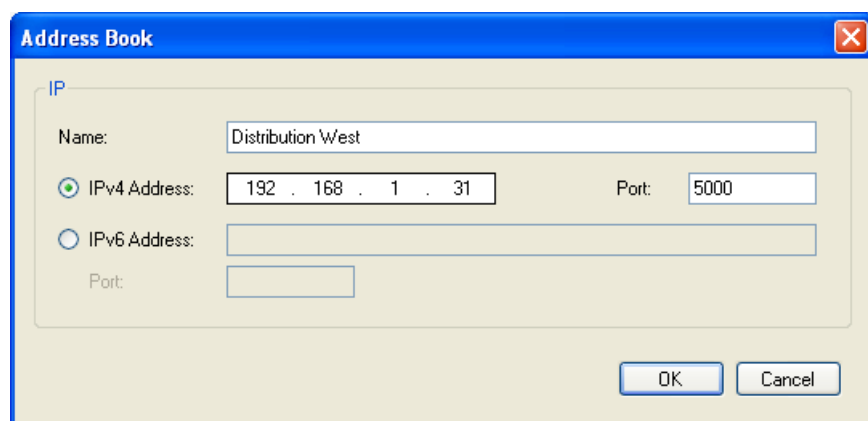 Address Book
IP
Name: Distribution West
IPv4 Address: 192 . 168 . 1 . 31 Port: 5000
IPv6 Address:
Port:
OK Cancel